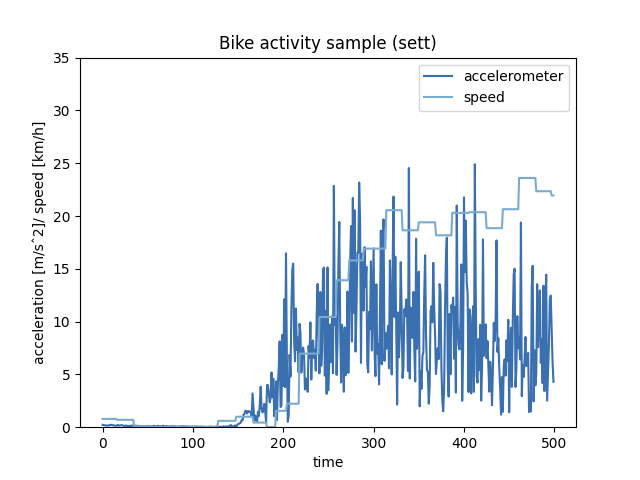 Bike activity sample (sett)
35
30
25
20
15
10
5
0
acceleration [m/s^2]/ speed [km/h]
accelerometer
speed
0
100
200
300
400
500
time